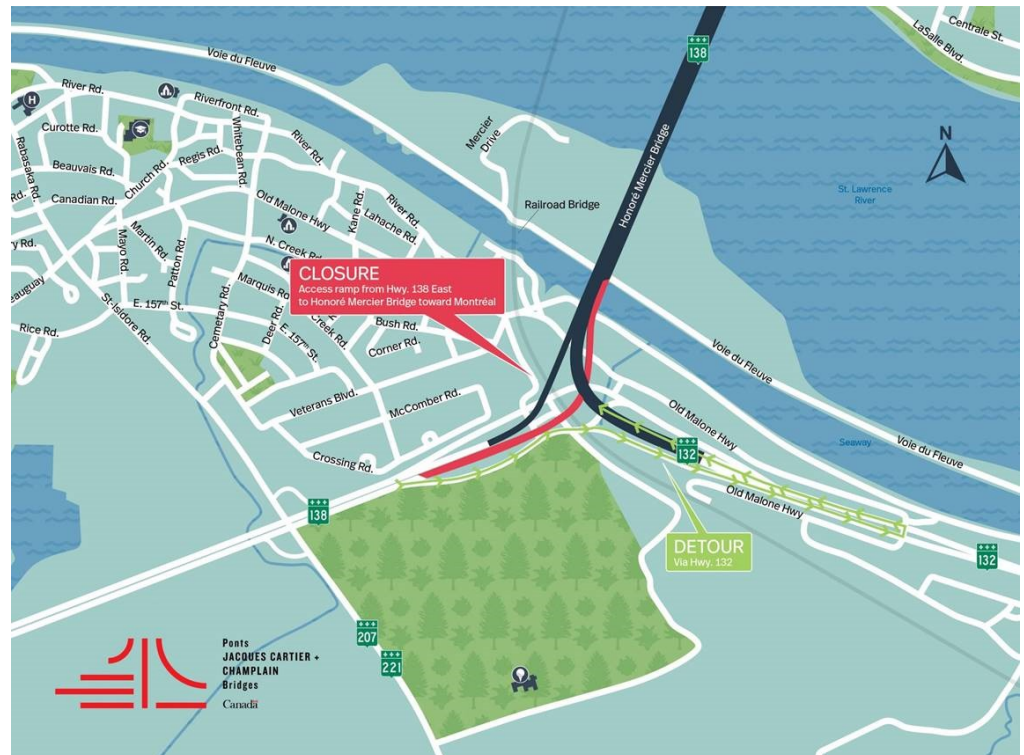 Centrale St.
LaSalle Blvd.
138
Voie du Fleuve
River Rd.
Riverfront Rd.
H
Curotte Rd.
Whitebean Rd.
River Rd.
Mercier
Drive
Honoré Mercier Bridge
N
Rabasaka Rd.
Beauvais Rd.
Regis Rd.
Church Rd.
Canadian Rd.
Rd.
Old Malone Hwy
Kane Rd.
River Rd.
Lahache Rd.
Railroad Bridge
St. Lawrence
River
Mayo Rd.
Martin Rd.
Patton Rd.
N. Creek Rd.
CLOSURE
Access ramp from Hwy. 138 East
to Honoré Mercier Bridge toward Montréal
Marquis Rd.
E. 157th St.
Cemetary Rd.
Deer Rd.
E. 157th St.
Creek Rd.
Bush Rd.
Corner Rd.
Rice Rd.
St-Isidore Rd.
Voie du Fleuve
Veterans Blvd.
McComber Rd.
Crossing Rd.
Old Malone Hwy
132
Seaway
Voie du Fleuve
Old Malone Hwy
138
DETOUR
Via Hwy. 132
132
207
221
Ponts
JACQUES CARTIER +
CHAMPLAIN
Bridges
Canada